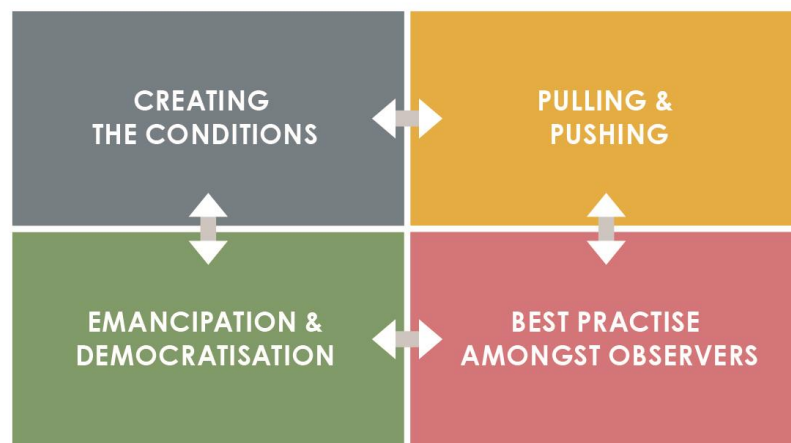 CREATING
THE CONDITIONS
PULLING &
PUSHING
EMANCIPATION &
DEMOCRATISATION
BEST PRACTISE
AMONGST OBSERVERS